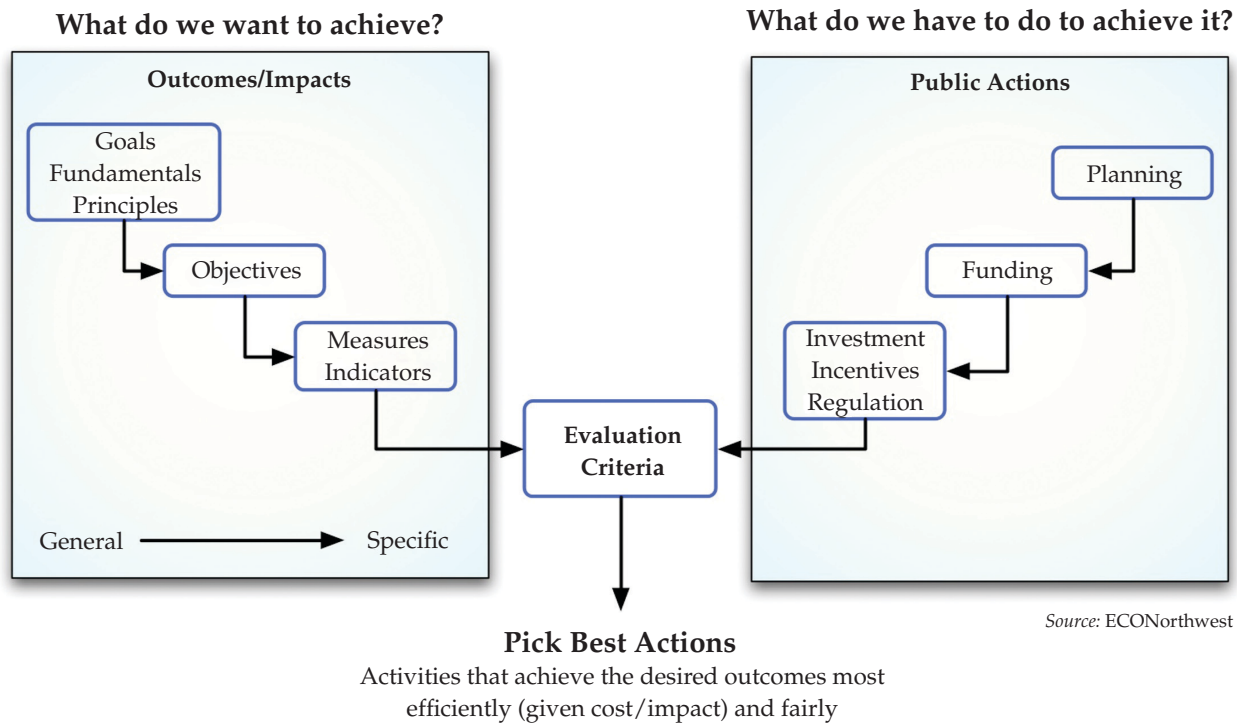 What do we want to achieve?
Outcomes/Impacts
Goals
Fundamentals
Principles
Objectives
Measures
Indicators
General
Specific
What do we have to do to achieve it?
Public Actions
Planning
Funding
Investment
Incentives
Regulation
Evaluation
Criteria
Source: ECONorthwest
Pick Best Actions
Activities that achieve the desired outcomes most
efficiently (given cost/impact) and fairly